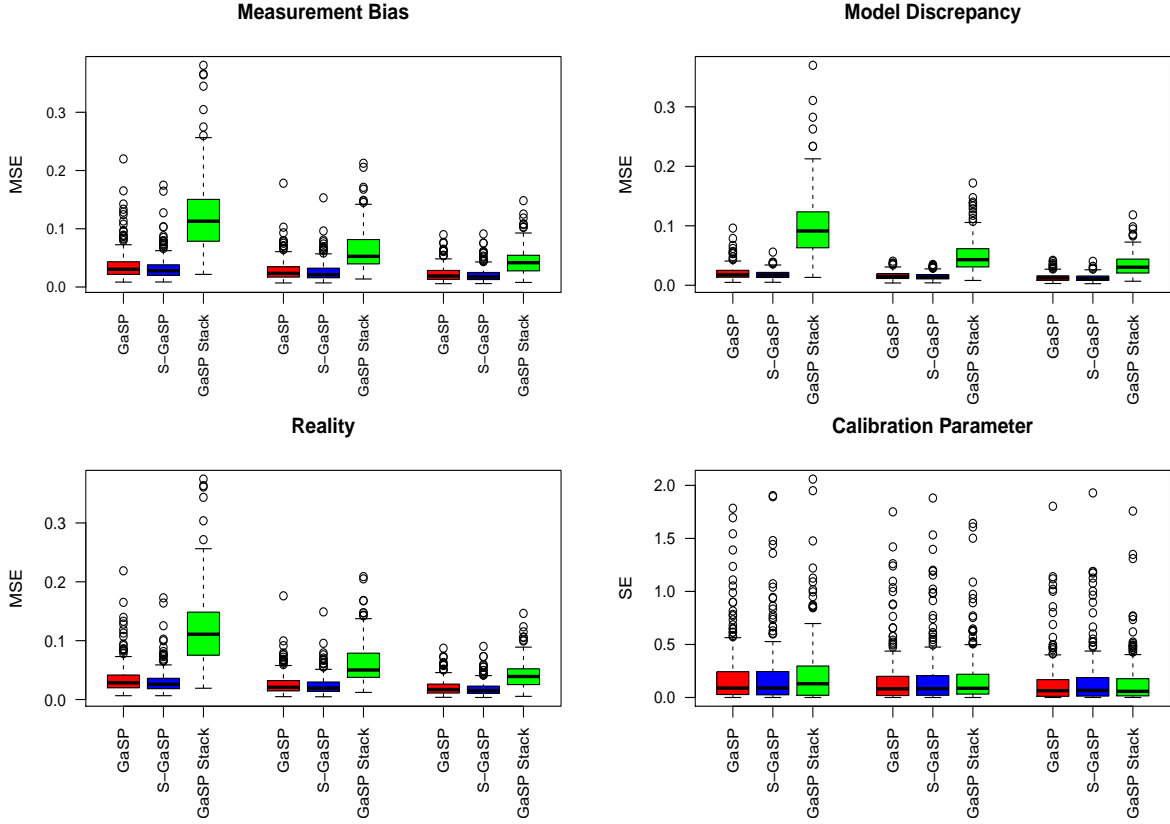 Measurement Bias
MSE
0.3
0.2
0.1
0.0
GaSP
S−GaSP
GaSP Stack
GaSP
S−GaSP
GaSP Stack
GaSP
S−GaSP
GaSP Stack
Model Discrepancy
MSE
0.3
0.2
0.1
0.0
GaSP
S−GaSP
GaSP Stack
GaSP
S−GaSP
GaSP Stack
GaSP
S−GaSP
GaSP Stack
Reality
MSE
0.3
0.2
0.1
0.0
GaSP
S−GaSP
GaSP Stack
GaSP
S−GaSP
GaSP Stack
GaSP
S−GaSP
GaSP Stack
Calibration Parameter
SE
2.0
1.5
1.0
0.5
0.0
GaSP
S−GaSP
GaSP Stack
GaSP
S−GaSP
GaSP Stack
GaSP
S−GaSP
GaSP Stack